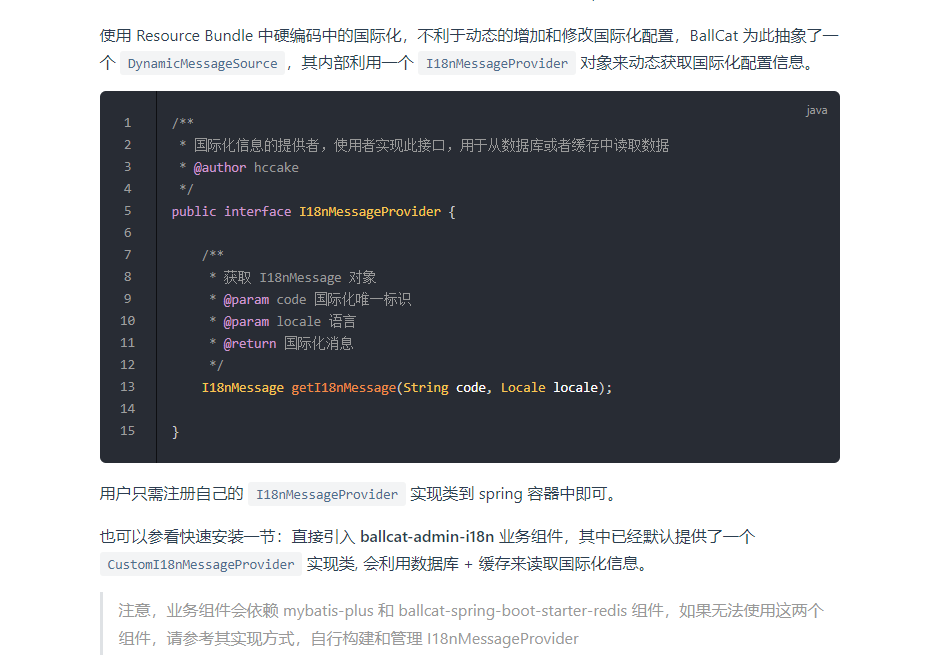 使用 Resource Bundle 中硬编码中的国际化，不利于动态的增加和修改国际化配置，BallCat 为此抽象了一
个 DynamicMessageSource ，其内部利用一个 I18nMessageProvider 对象来动态获取国际化配置信息。
java
1 /**
2  * 国际化信息的提供者，使用者实现此接口，用于从数据库或者缓存中读取数据
3  * @author hccake
4  */
5 public interface I18nMessageProvider {
6
7     /**
8      * 获取 I18nMessage 对象
9      * @param code 国际化唯一标识
10      * @param locale 语言
11      * @return 国际化消息
12      */
13     I18nMessage getI18nMessage(String code, Locale locale);
14
15 }
用户只需注册自己的 I18nMessageProvider 实现类到 spring 容器中即可。
也可以参看快速安装一节：直接引入 ballcat-admin-i18n 业务组件，其中已经默认提供了一个
CustomI18nMessageProvider 实现类, 会利用数据库 + 缓存来读取国际化信息。
注意，业务组件会依赖 mybatis-plus 和 ballcat-spring-boot-starter-redis 组件，如果无法使用这两个
组件，请参考其实现方式，自行构建和管理 I18nMessageProvider